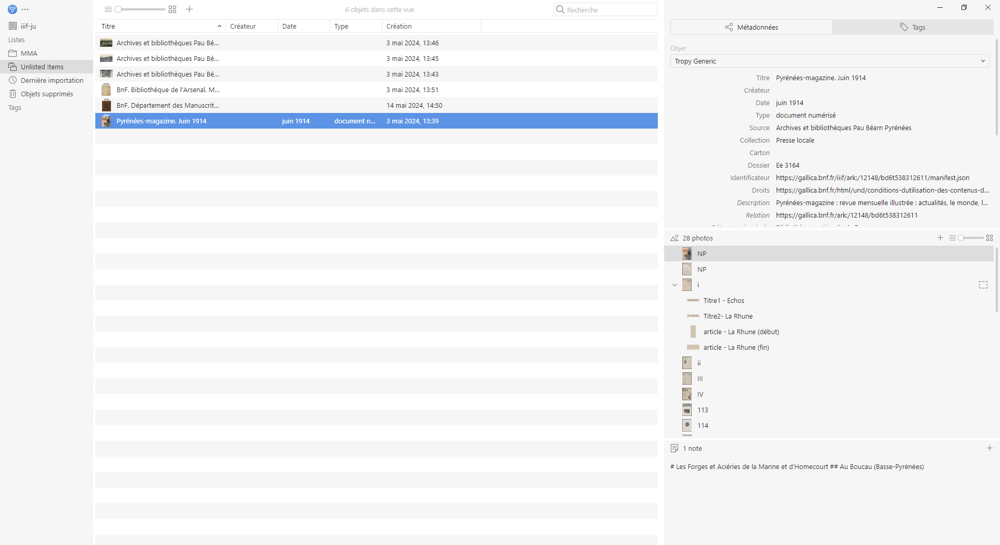 iiif-ju
Listes
MMA
Unlisted Items
Dernière importation
Objets supprimés
Tags
6 objets dans cette vue
Recherche
Titre Créateur Date Type Création
Archives et bibliothèques Pau Bé... 3 mai 2024, 13:46
Archives et bibliothèques Pau Bé... 3 mai 2024, 13:45
Archives et bibliothèques Pau Bé... 3 mai 2024, 13:43
BnF. Bibliothèque de l'Arsenal. M... 3 mai 2024, 13:51
BnF. Département des Manuscrit... 14 mai 2024, 14:50
Pyrénées-magazine. Juin 1914 juin 1914 document n... 3 mai 2024, 13:39
Métadonnées Tags
Objet
Tropy Generic
Titre Pyrénées-magazine. Juin 1914
Créateur
Date juin 1914
Type document numérisé
Source Archives et bibliothèques Pau Béarn Pyrénées
Collection Presse locale
Carton
Dossier Ee 3164
Identificateur https://gallica.bnf.fr/iiif/ark:/12148/bd6t538312611/manifest.json
Droits https://gallica.bnf.fr/html/und/conditions-dutilisation-des-contenus-d...
Description Pyrénées-magazine : revue mensuelle illustrée : actualités, le monde, l...
Relation https://gallica.bnf.fr/ark:/12148/bd6t538312611
28 photos
NP
NP
i
Titre1 - Echos
Titre2- La Rhune
article - La Rhune (début)
article - La Rhune (fin)
ii
III
IV
113
114
1 note
# Les Forges et Aciéries de la Marine et d'Homecourt ## Au Boucau (Basse-Pyrénées)